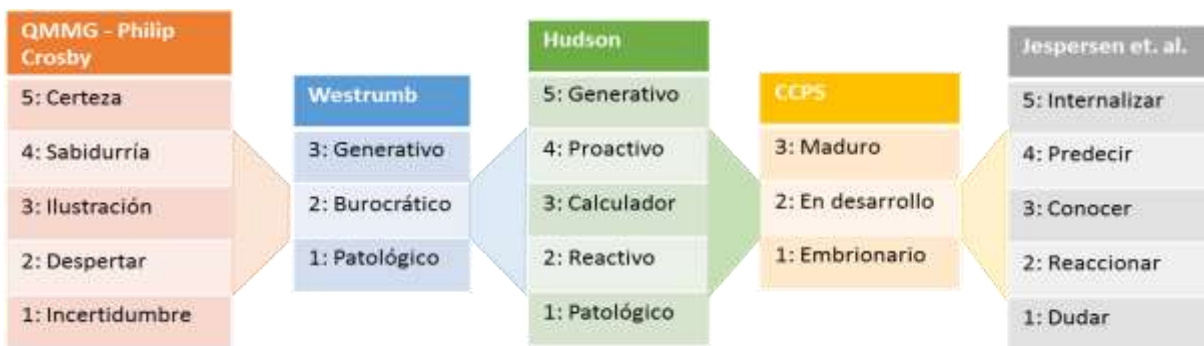 QMMG - Philip
Crosby
5: Certeza
4: Sabidurría
3: Ilustración
2: Despertar
1: Incertidumbre
Westrumb
3: Generativo
2: Burocrático
1: Patológico
Hudson
5: Generativo
4: Proactivo
3: Calculador
2: Reactivo
1: Patológico
CCPS
3: Maduro
2: En desarrollo
1: Embrionario
Jespersen et. al.
5: Internalizar
4: Predecir
3: Conocer
2: Reaccionar
1: Dudar